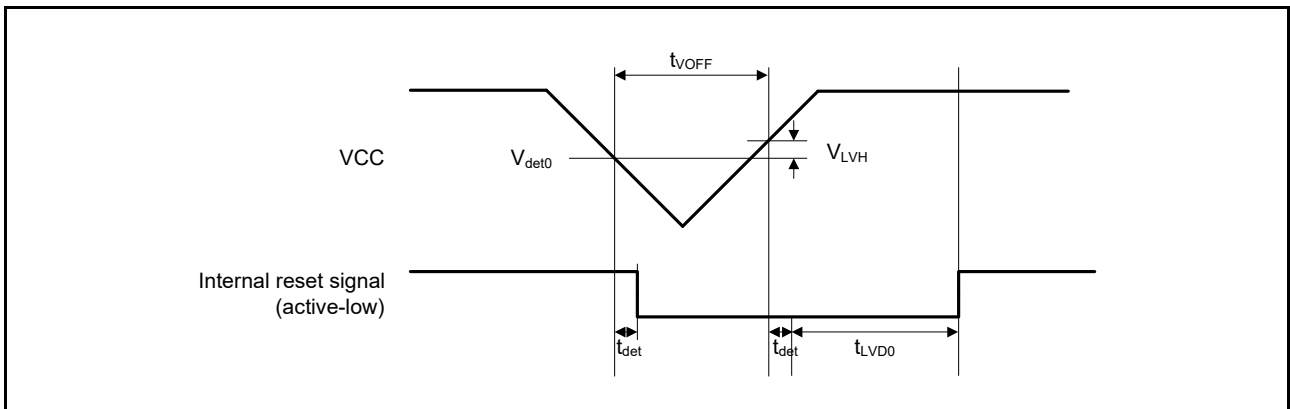 tVOFF
VCC
Vdet0
VLVH
Internal reset signal
(active-low)
tdet
tdet
tLVD0